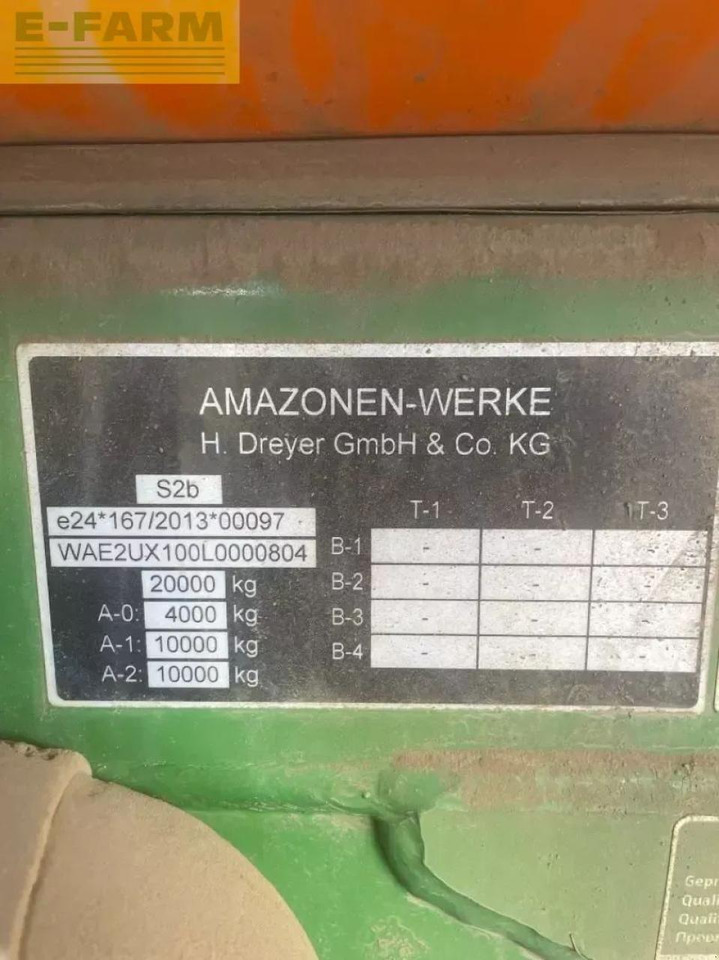 E-FARM
AMAZONEN-WERKE
H. Dreyer GmbH & Co. KG
S2b
e24*167/2013*00097
WAE2UX100L0000804
20000 kg
A-0: 4000 kg
A-1: 10000 kg
A-2: 10000 kg
T-1 T-2 T-3
B-1 - - -
B-2 - - -
B-3 - - -
B-4 - - -